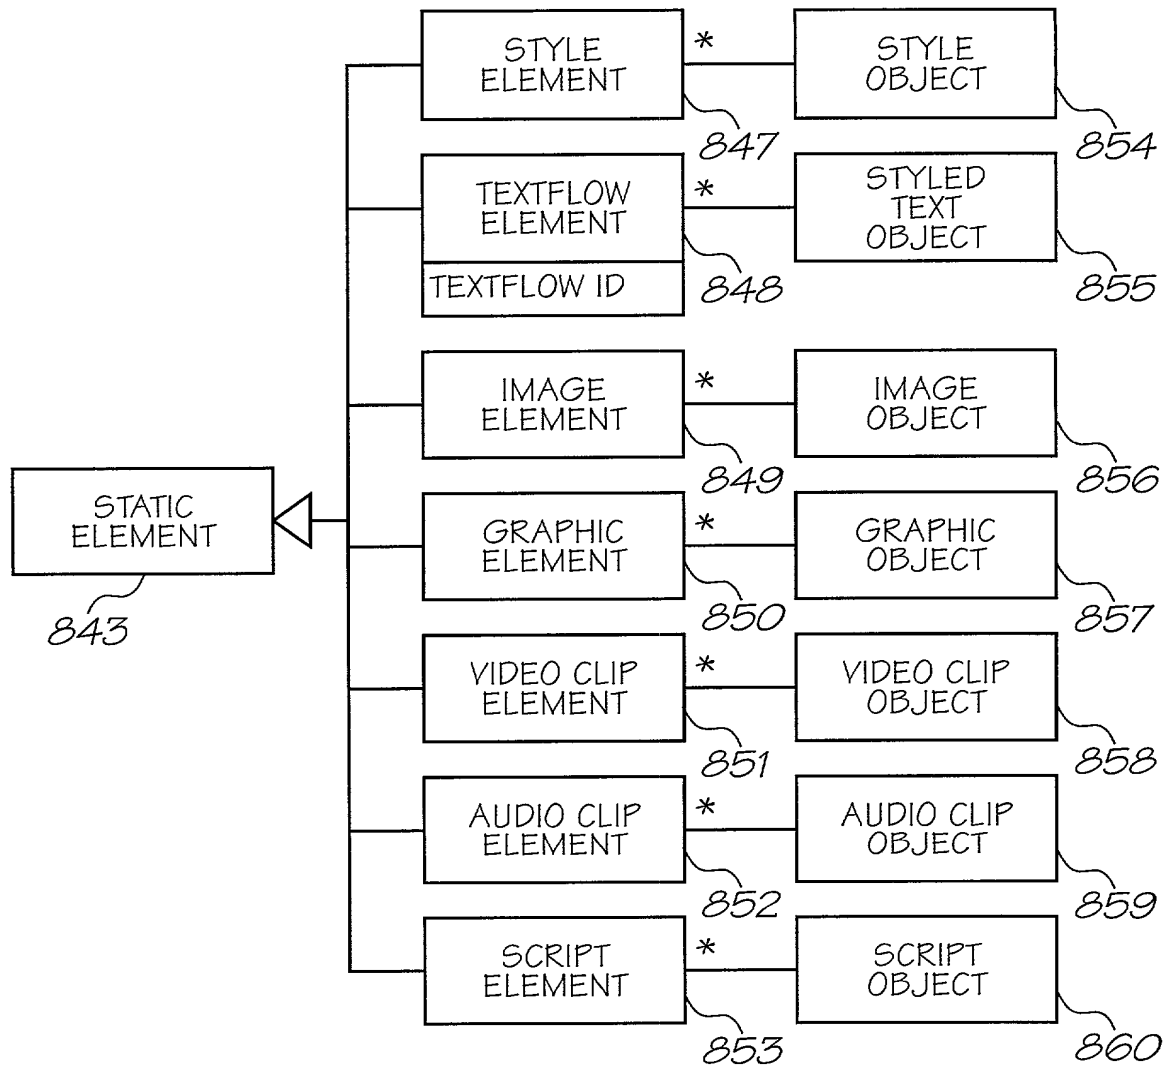 STYLE
ELEMENT
*
847
STYLE
OBJECT
854
TEXTFLOW
ELEMENT
TEXTFLOW ID
*
848
STYLED
TEXT
OBJECT
855
IMAGE
ELEMENT
*
849
IMAGE
OBJECT
856
STATIC
ELEMENT
843
GRAPHIC
ELEMENT
*
850
GRAPHIC
OBJECT
857
VIDEO CLIP
ELEMENT
*
851
VIDEO CLIP
OBJECT
858
AUDIO CLIP
ELEMENT
*
852
AUDIO CLIP
OBJECT
859
SCRIPT
ELEMENT
*
853
SCRIPT
OBJECT
860